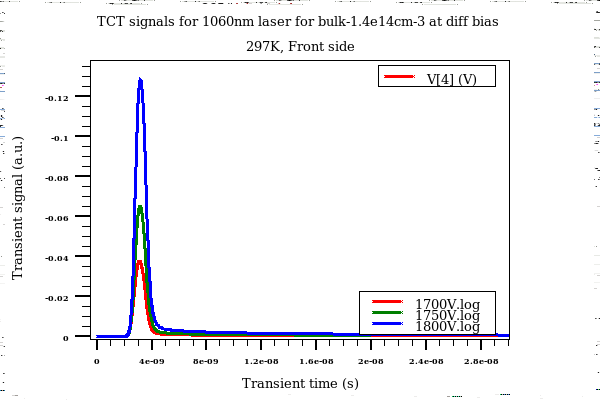 TCT signals for 1060nm laser for bulk-1.4e14cm-3 at diff bias
297K, Front side
V[4] (V)
-0.12
-0.1
-0.08
-0.06
-0.04
-0.02
0
Transient signal (a.u.)
1700V.log
1750V.log
1800V.log
0 4e-09 8e-09 1.2e-08 1.6e-08 2e-08 2.4e-08 2.8e-08
Transient time (s)